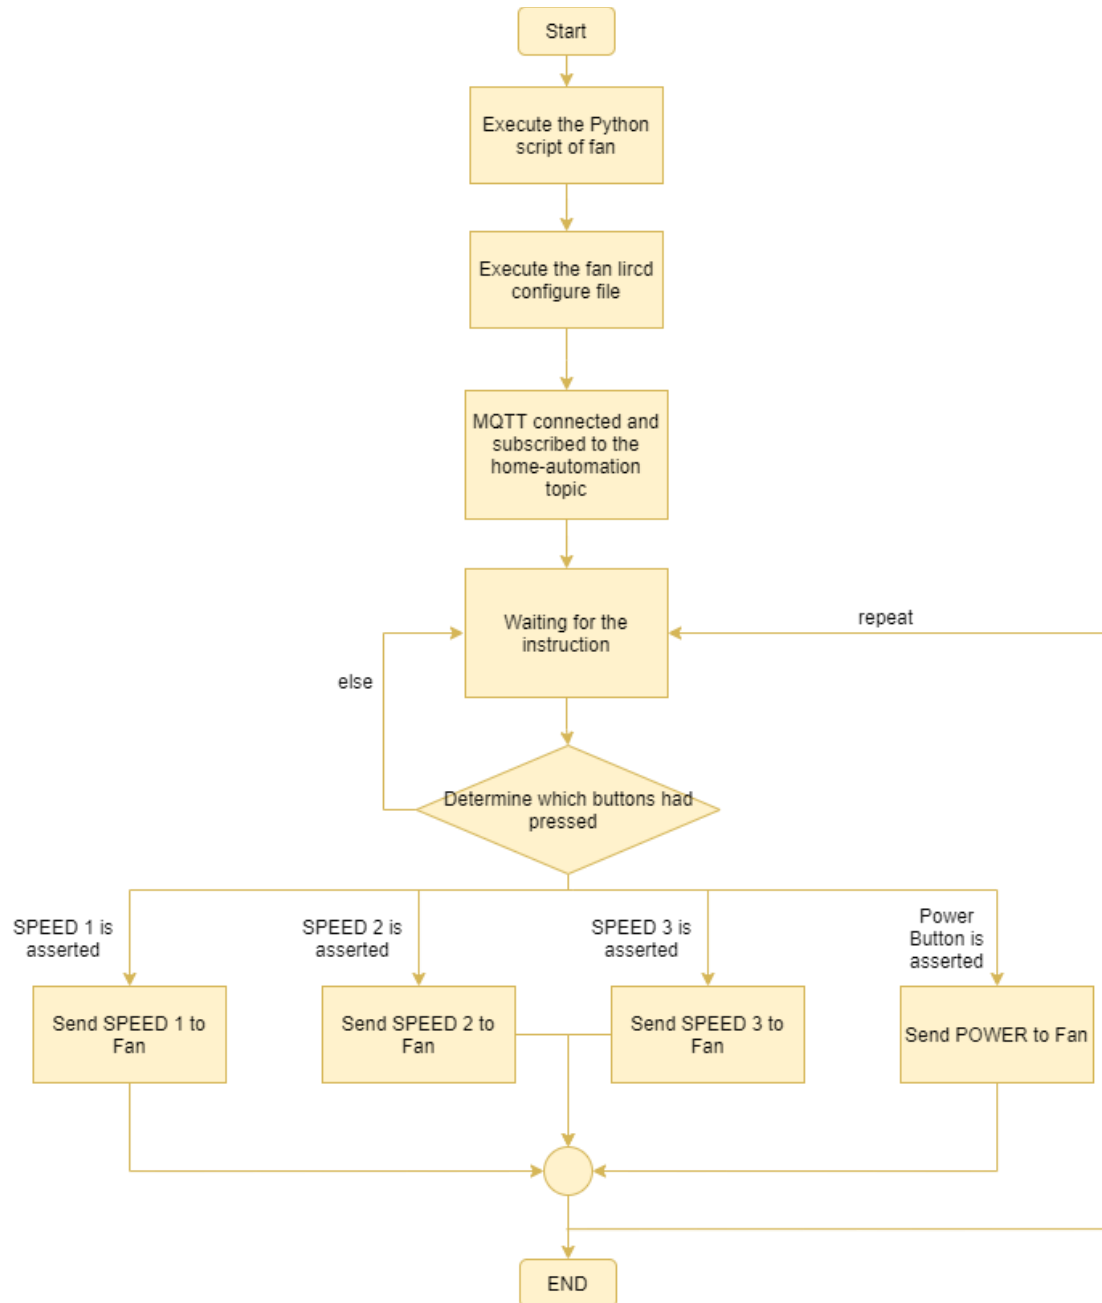 Start
Execute the Python
script of fan
Execute the fan lircd
configure file
MQTT connected and
subscribed to the
home-automation
topic
Waiting for the
instruction
repeat
else
Determine which buttons had
pressed
SPEED 1 is
asserted
SPEED 2 is
asserted
SPEED 3 is
asserted
Power
Button is
asserted
Send SPEED 1 to
Fan
Send SPEED 2 to
Fan
Send SPEED 3 to
Fan
Send POWER to Fan
END